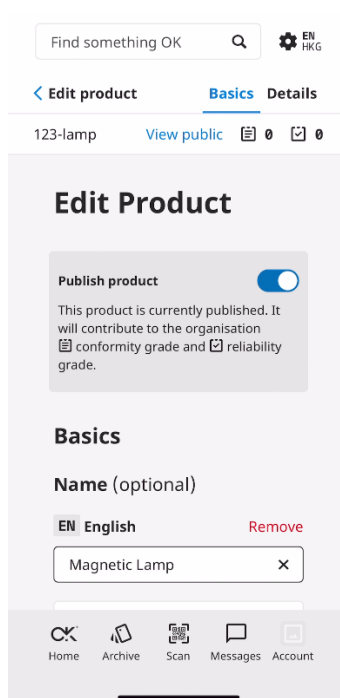 Find something OK
EN
HKG
Edit product
Basics
Details
123-lamp
View public
0
0
Edit Product
Publish product
This product is currently published. It
will contribute to the organisation
conformity grade and reliability
grade.
Basics
Name (optional)
EN English
Remove
Magnetic Lamp
OK
Home
Archive
Scan
Messages
Account